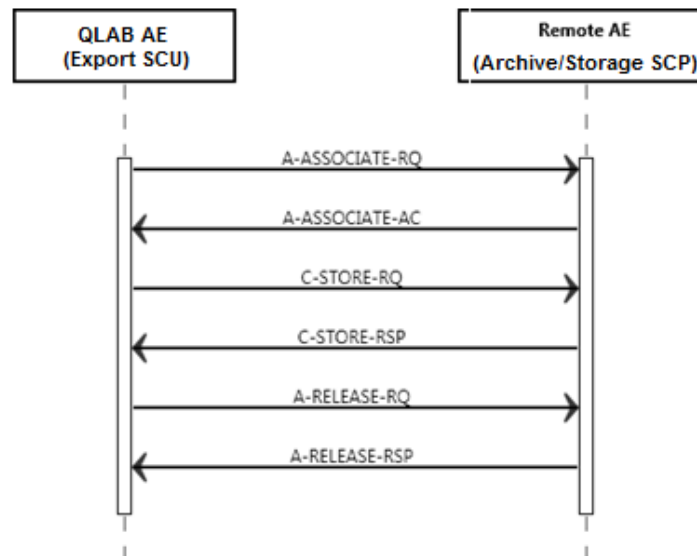 QLAB AE
(Export SCU)
Remote AE
(Archive/Storage SCP)
A-ASSOCIATE-RQ
A-ASSOCIATE-AC
C-STORE-RQ
C-STORE-RSP
A-RELEASE-RQ
A-RELEASE-RSP